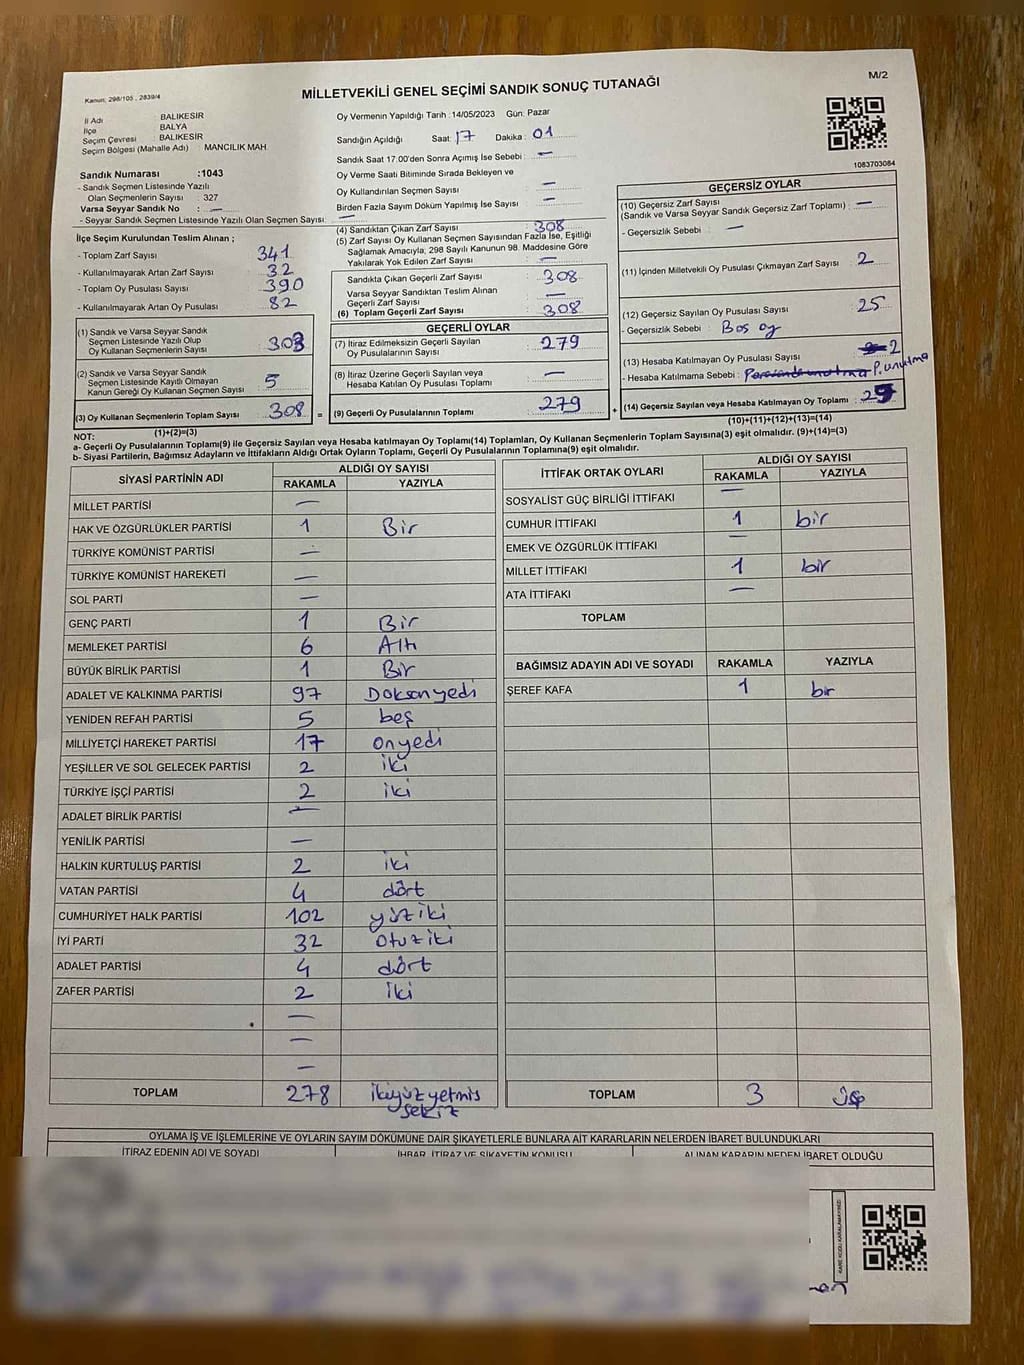 M/2
Kanun: 298/105 , 2839/4
MİLLETVEKİLİ GENEL SEÇİMİ SANDIK SONUÇ TUTANAĞI
İl Adı : BALIKESİR
İlçe : BALYA
Seçim Çevresi : BALIKESİR
Seçim Bölgesi (Mahalle Adı) : MANCILIK MAH.
Sandık Numarası :1043
- Sandık Seçmen Listesinde Yazılı
Olan Seçmenlerin Sayısı : 327
Varsa Seyyar Sandık No : —
- Seyyar Sandık Seçmen Listesinde Yazılı Olan Seçmen Sayısı: —
İlçe Seçim Kurulundan Teslim Alınan ;
- Toplam Zarf Sayısı : 341
- Kullanılmayarak Artan Zarf Sayısı : 32
- Toplam Oy Pusulası Sayısı : 390
- Kullanılmayarak Artan Oy Pusulası : 82
(1) Sandık ve Varsa Seyyar Sandık
Seçmen Listesinde Yazılı Olup
Oy Kullanan Seçmenlerin Sayısı : 303
(2) Sandık ve Varsa Seyyar Sandık
Seçmen Listesinde Kayıtlı Olmayan
Kanun Gereği Oy Kullanan Seçmen Sayısı : 5
(3) Oy Kullanan Seçmenlerin Toplam Sayısı : 308 =
(1)+(2)=(3)
Oy Vermenin Yapıldığı Tarih :14/05/2023 Gün: Pazar
Sandığın Açıldığı Saat: 17 Dakika: 01
Sandık Saat 17:00'den Sonra Açımış İse Sebebi : —
Oy Verme Saati Bitiminde Sırada Bekleyen ve
Oy Kullandırılan Seçmen Sayısı : —
Birden Fazla Sayım Döküm Yapılmış İse Sayısı : —
(4) Sandıktan Çıkan Zarf Sayısı : 308
(5) Zarf Sayısı Oy Kullanan Seçmen Sayısından Fazla İse, Eşitliği
Sağlamak Amacıyla, 298 Sayılı Kanunun 98. Maddesine Göre
Yakılarak Yok Edilen Zarf Sayısı : —
Sandıkta Çıkan Geçerli Zarf Sayısı : 308
Varsa Seyyar Sandıktan Teslim Alınan
Geçerli Zarf Sayısı : —
(6) Toplam Geçerli Zarf Sayısı : 308
GEÇERLİ OYLAR
(7) İtiraz Edilmeksizin Geçerli Sayılan
Oy Pusulalarının Sayısı : 279
(8) İtiraz Üzerine Geçerli Sayılan veya
Hesaba Katılan Oy Pusulası Toplamı : —
(9) Geçerli Oy Pusulalarının Toplamı : 279 +
1083703084
GEÇERSİZ OYLAR
(10) Geçersiz Zarf Sayısı
(Sandık ve Varsa Seyyar Sandık Geçersiz Zarf Toplamı) : —
- Geçersizlik Sebebi : —
(11) İçinden Milletvekili Oy Pusulası Çıkmayan Zarf Sayısı : 2
(12) Geçersiz Sayılan Oy Pusulası Sayısı : 25
- Geçersizlik Sebebi : Boş oy
(13) Hesaba Katılmayan Oy Pusulası Sayısı : 2
- Hesaba Katılmama Sebebi : P. unutma
(14) Geçersiz Sayılan veya Hesaba Katılmayan Oy Toplamı : 29
(10)+(11)+(12)+(13)=(14)
NOT:
a- Geçerli Oy Pusulalarının Toplamı(9) ile Geçersiz Sayılan veya Hesaba katılmayan Oy Toplamı(14) Toplamları, Oy Kullanan Seçmenlerin Toplam Sayısına(3) eşit olmalıdır. (9)+(14)=(3)
b- Siyasi Partilerin, Bağımsız Adayların ve İttifakların Aldığı Ortak Oyların Toplamı, Geçerli Oy Pusulalarının Toplamına(9) eşit olmalıdır.
SİYASİ PARTİNİN ADI ALDIĞI OY SAYISI
RAKAMLA YAZIYLA
MİLLET PARTİSİ —
HAK VE ÖZGÜRLÜKLER PARTİSİ 1 Bir
TÜRKİYE KOMÜNİST PARTİSİ —
TÜRKİYE KOMÜNİST HAREKETİ —
SOL PARTİ —
GENÇ PARTİ 1 Bir
MEMLEKET PARTİSİ 6 Altı
BÜYÜK BİRLİK PARTİSİ 1 Bir
ADALET VE KALKINMA PARTİSİ 97 Doksanyedi
YENİDEN REFAH PARTİSİ 5 beş
MİLLİYETÇİ HAREKET PARTİSİ 17 onyedi
YEŞİLLER VE SOL GELECEK PARTİSİ 2 iki
TÜRKİYE İŞÇİ PARTİSİ 2 iki
ADALET BİRLİK PARTİSİ —
YENİLİK PARTİSİ —
HALKIN KURTULUŞ PARTİSİ 2 iki
VATAN PARTİSİ 4 dört
CUMHURİYET HALK PARTİSİ 102 yüz iki
İYİ PARTİ 32 otuz iki
ADALET PARTİSİ 4 dört
ZAFER PARTİSİ 2 İki
—
—
—
TOPLAM 278 ikiyüz yetmiş
sekiz
İTTİFAK ORTAK OYLARI ALDIĞI OY SAYISI
RAKAMLA YAZIYLA
SOSYALİST GÜÇ BİRLİĞİ İTTİFAKI —
CUMHUR İTTİFAKI 1 bir
EMEK VE ÖZGÜRLÜK İTTİFAKI —
MİLLET İTTİFAKI 1 bir
ATA İTTİFAKI —
TOPLAM
BAĞIMSIZ ADAYIN ADI VE SOYADI RAKAMLA YAZIYLA
ŞEREF KAFA 1 bir
TOPLAM 3 üç
OYLAMA İŞ VE İŞLEMLERİNE VE OYLARIN SAYIM DÖKÜMÜNE DAİR ŞİKAYETLERLE BUNLARA AİT KARARLARIN NELERDEN İBARET BULUNDUKLARI
İTİRAZ EDENİN ADI VE SOYADI İHBAR, İTİRAZ VE ŞİKAYETİN KONUSU ALINAN KARARIN NEDEN İBARET OLDUĞU
KARE KODU KARALAMAYINIZ!